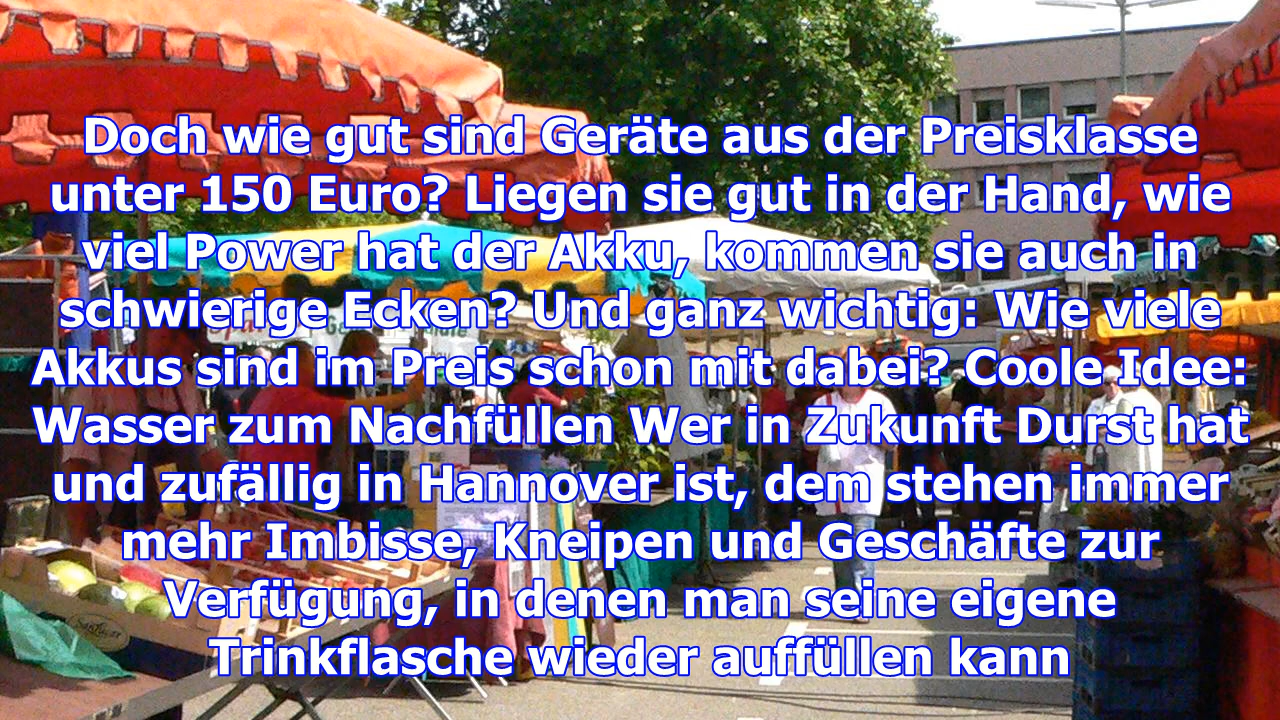 Doch wie gut sind Geräte aus der Preisklasse
unter 150 Euro? Liegen sie gut in der Hand, wie
viel Power hat der Akku, kommen sie auch in
schwierige Ecken? Und ganz wichtig: Wie viele
Akkus sind im Preis schon mit dabei? Coole Idee:
Wasser zum Nachfüllen Wer in Zukunft Durst hat
und zufällig in Hannover ist, dem stehen immer
mehr Imbisse, Kneipen und Geschäfte zur
Verfügung, in denen man seine eigene
Trinkflasche wieder auffüllen kann